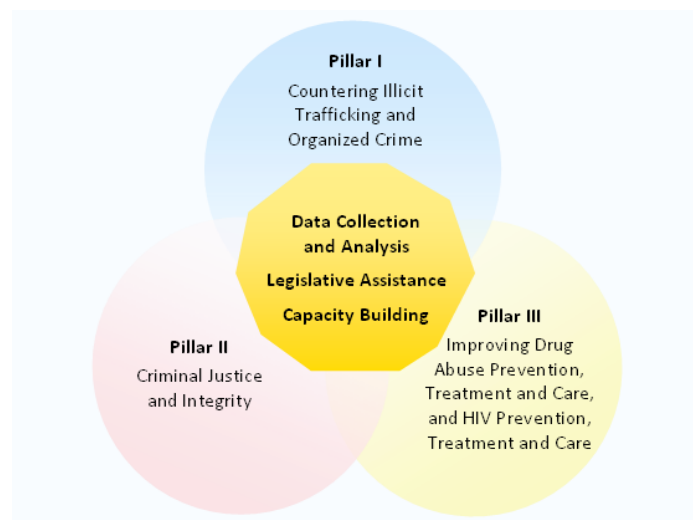 Pillar I
Countering Illicit
Trafficking and
Organized Crime
Data Collection
and Analysis
Legislative Assistance
Capacity Building
Pillar II
Criminal Justice
and Integrity
Pillar III
Improving Drug
Abuse Prevention,
Treatment and Care,
and HIV Prevention,
Treatment and Care